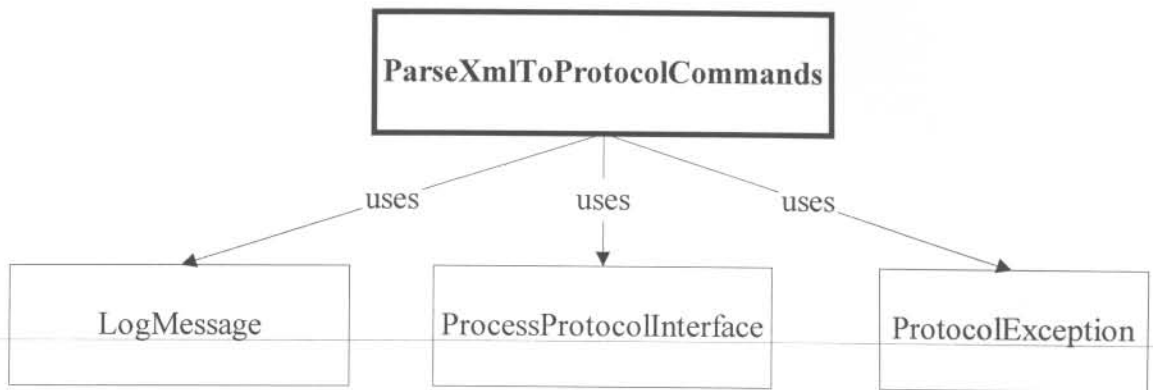 ParseXmlToProtocolCommands
uses
uses
uses
LogMessage
ProcessProtocolInterface
ProtocolException